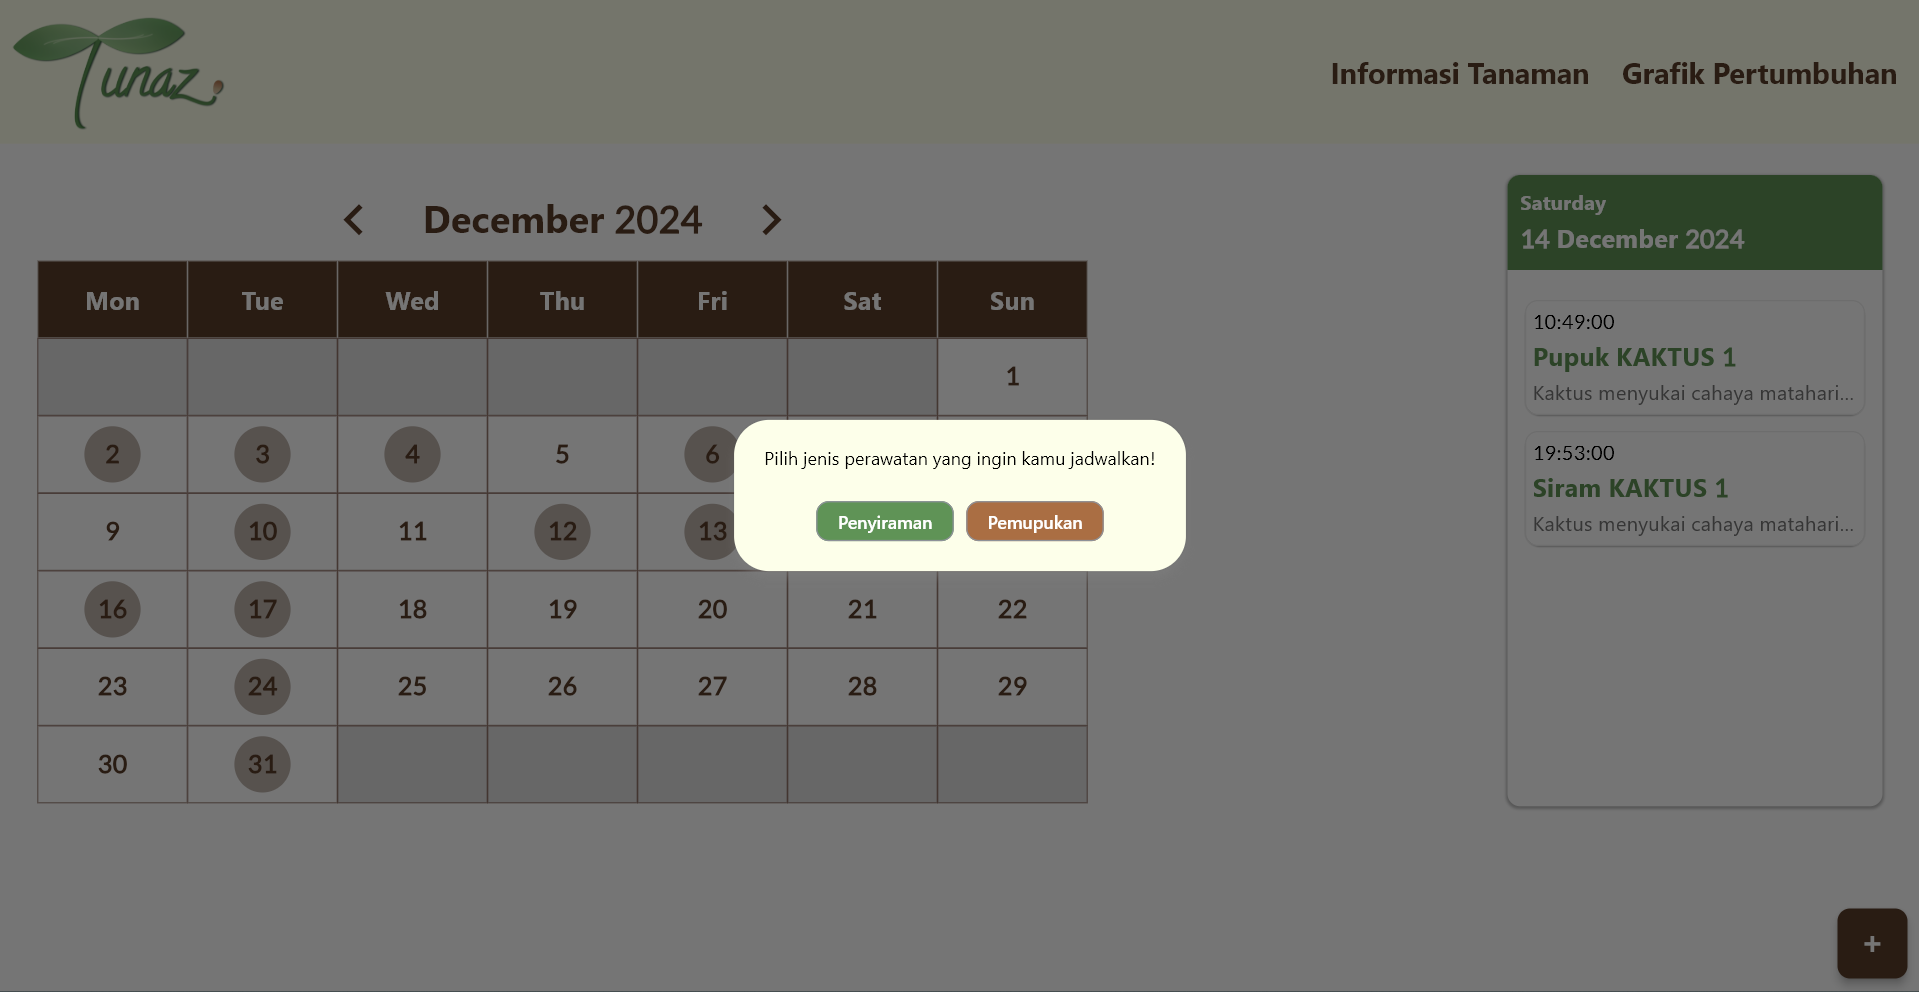 Tunaz.
Informasi Tanaman
Grafik Pertumbuhan
December 2024
Mon Tue Wed Thu Fri Sat Sun
1
2 3 4 5 6
9 10 11 12 13
16 17 18 19 20 21 22
23 24 25 26 27 28 29
30 31
Pilih jenis perawatan yang ingin kamu jadwalkan!
Penyiraman Pemupukan
Saturday
14 December 2024
10:49:00
Pupuk KAKTUS 1
Kaktus menyukai cahaya matahari...
19:53:00
Siram KAKTUS 1
Kaktus menyukai cahaya matahari...
+